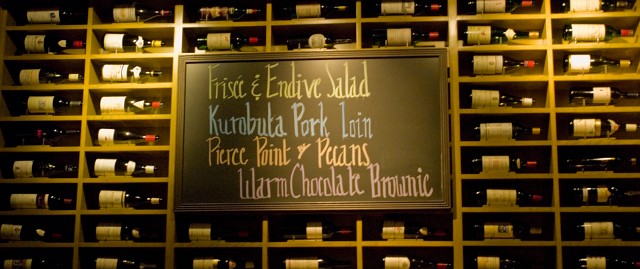 Frisée & Endive Salad
Kurobuta Pork Loin
Pierce Point & Pecans
Warm Chocolate Brownie